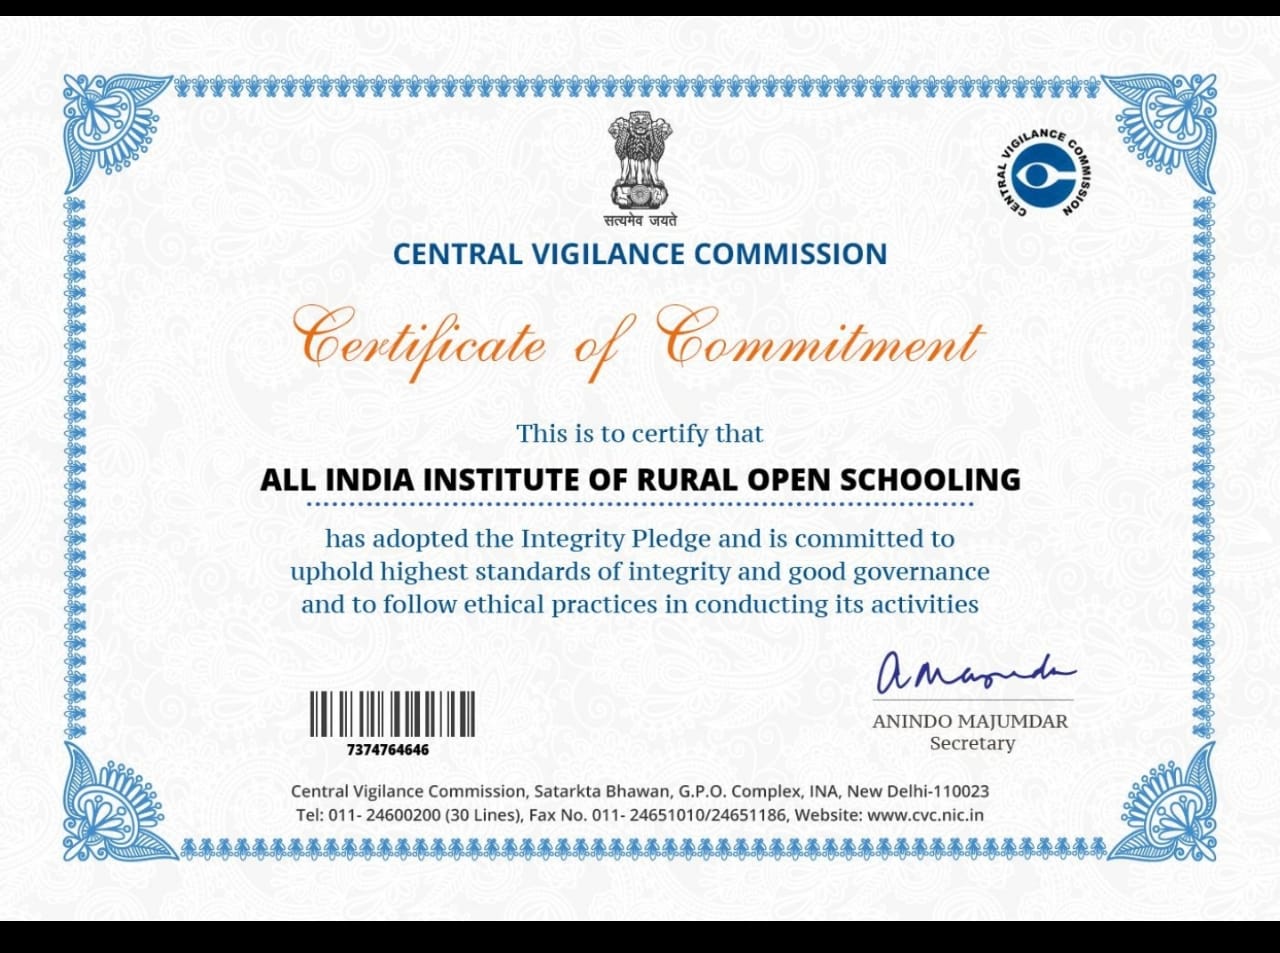 सत्यमेव जयते
CENTRAL VIGILANCE COMMISSION
CENTRAL VIGILANCE COMMISSION
Certificate of Commitment
This is to certify that
ALL INDIA INSTITUTE OF RURAL OPEN SCHOOLING
has adopted the Integrity Pledge and is committed to
uphold highest standards of integrity and good governance
and to follow ethical practices in conducting its activities
A Majumdar
ANINDO MAJUMDAR
Secretary
7374764646
Central Vigilance Commission, Satarkta Bhawan, G.P.O. Complex, INA, New Delhi-110023
Tel: 011- 24600200 (30 Lines), Fax No. 011- 24651010/24651186, Website: www.cvc.nic.in